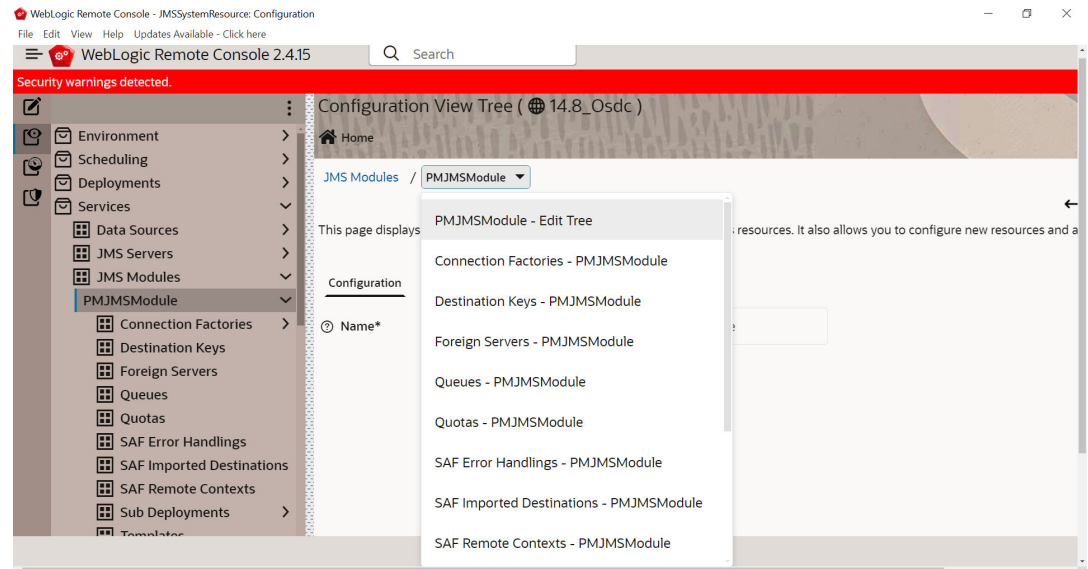 WebLogic Remote Console - JMSSystemResource: Configuration
File Edit View Help Updates Available - Click here
WebLogic Remote Console 2.4.15
Search
Security warnings detected.
Configuration View Tree ( 14.8_Osdc )
Home
Environment
Scheduling
Deployments
Services
Data Sources
JMS Servers
JMS Modules
PMJMSModule
Connection Factories
Destination Keys
Foreign Servers
Queues
Quotas
SAF Error Handlings
SAF Imported Destinations
SAF Remote Contexts
Sub Deployments
Templates
JMS Modules / PMJMSModule
This page displays
resources. It also allows you to configure new resources and a
Configuration
Name*
PMJMSModule - Edit Tree
Connection Factories - PMJMSModule
Destination Keys - PMJMSModule
Foreign Servers - PMJMSModule
Queues - PMJMSModule
Quotas - PMJMSModule
SAF Error Handlings - PMJMSModule
SAF Imported Destinations - PMJMSModule
SAF Remote Contexts - PMJMSModule